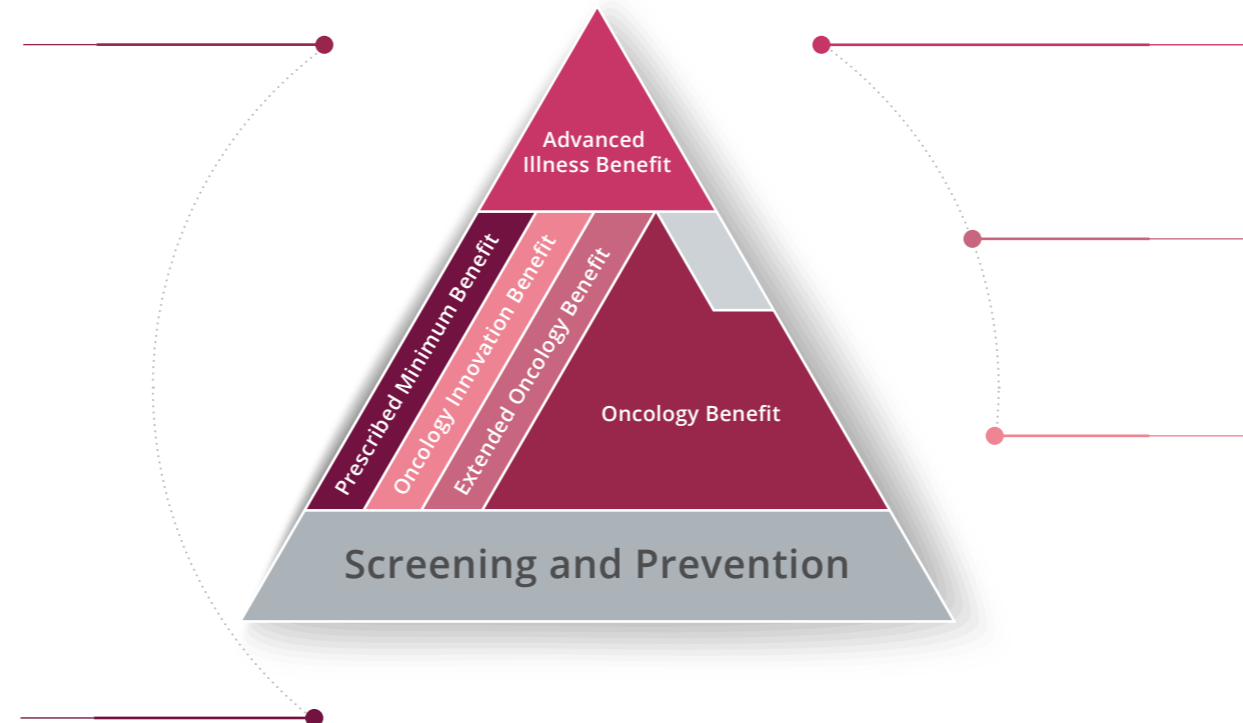 Advanced
Illness Benefit
Prescribed Minimum Benefit
Oncology Innovation Benefit
Extended Oncology Benefit
Oncology Benefit
Screening and Prevention